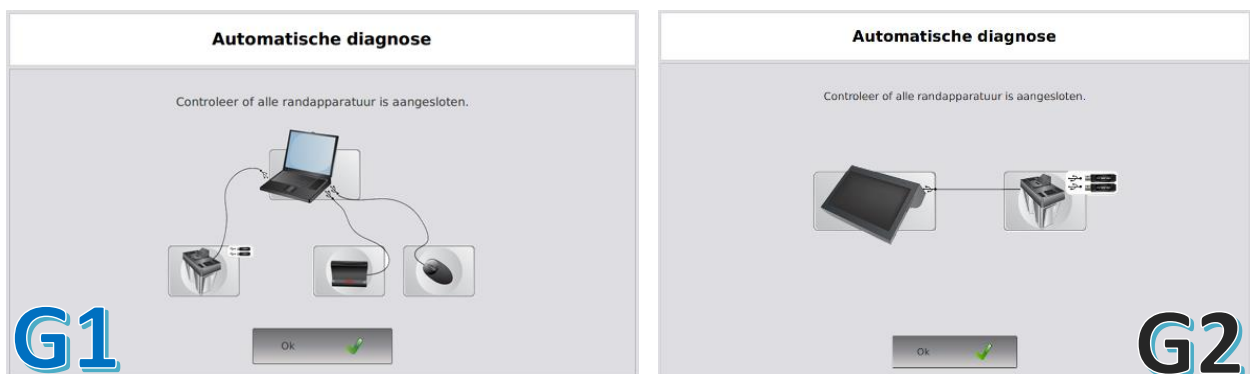 Automatische diagnose
Controleer of alle randapparatuur is aangesloten.
Ok
G1
Automatische diagnose
Controleer of alle randapparatuur is aangesloten.
Ok
G2